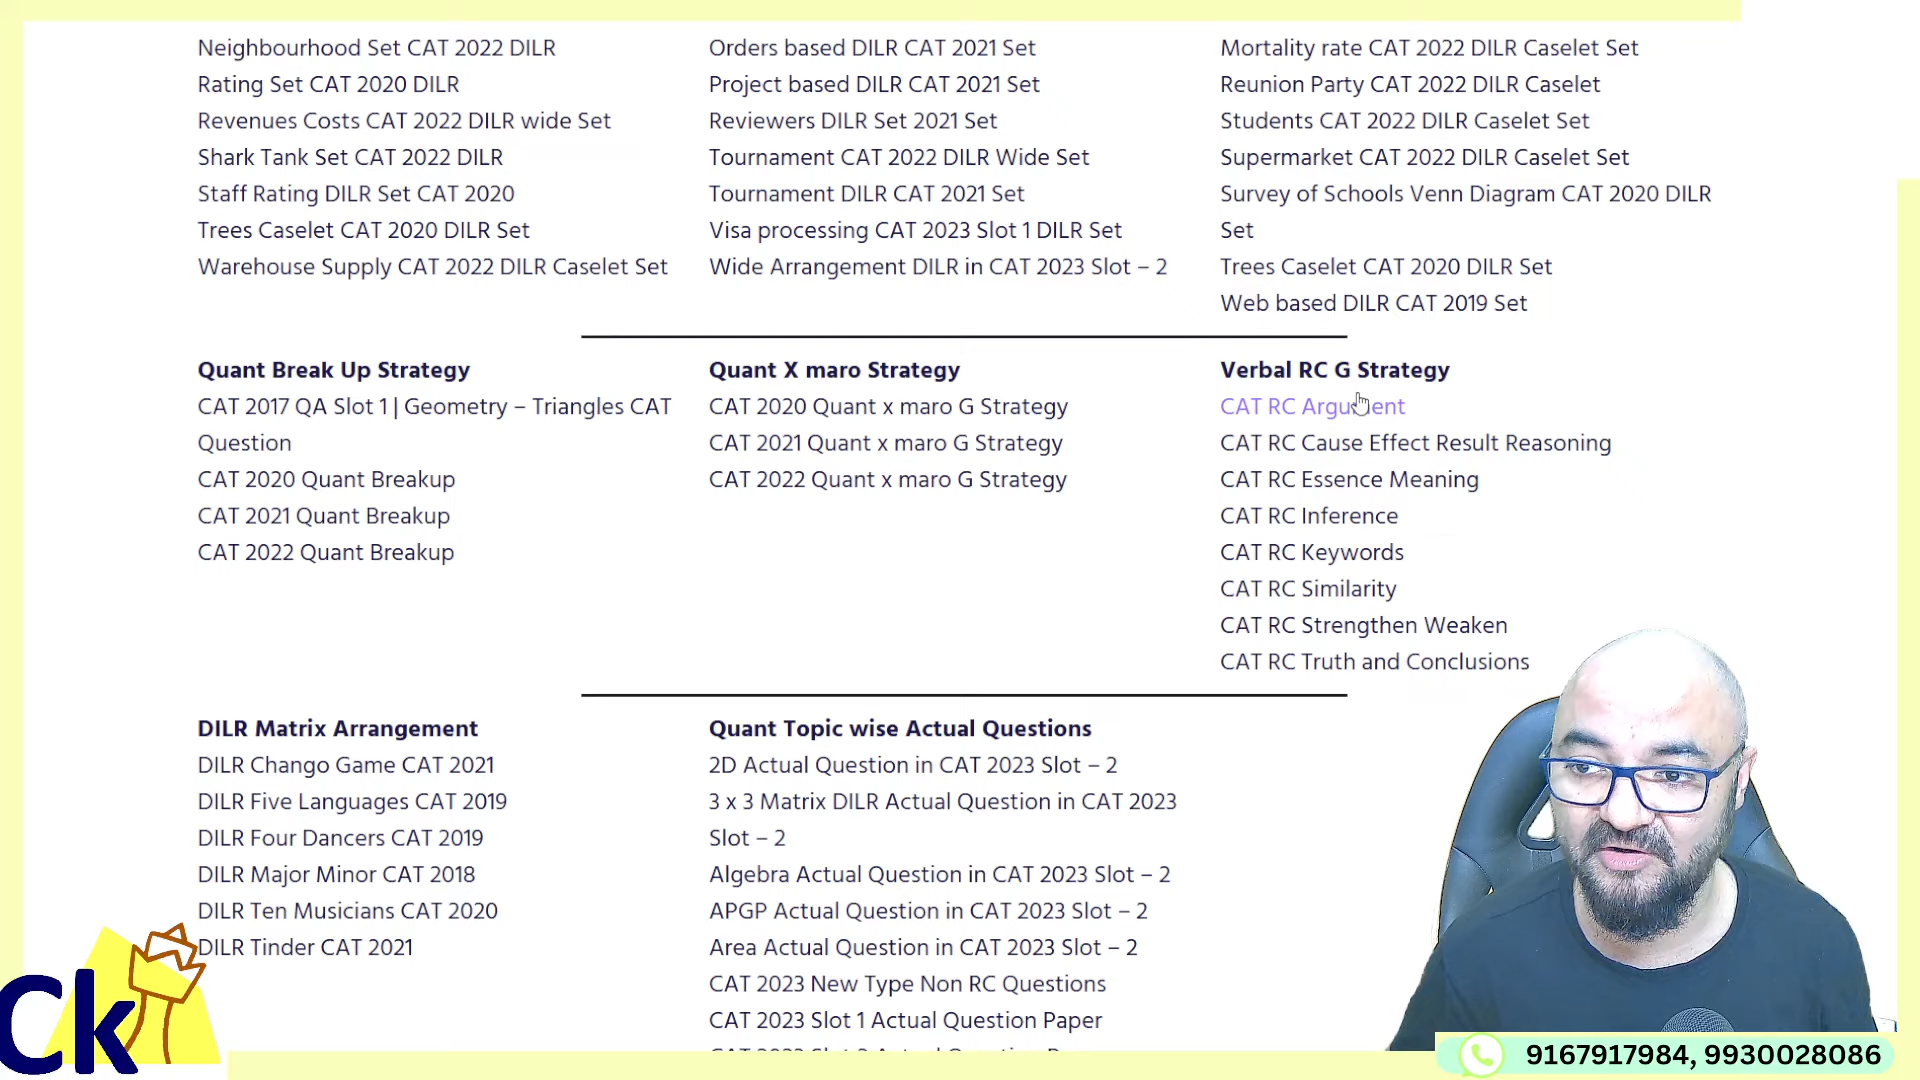 Neighbourhood Set CAT 2022 DILR
Rating Set CAT 2020 DILR
Revenues Costs CAT 2022 DILR wide Set
Shark Tank Set CAT 2022 DILR
Staff Rating DILR Set CAT 2020
Trees Caselet CAT 2020 DILR Set
Warehouse Supply CAT 2022 DILR Caselet Set
Orders based DILR CAT 2021 Set
Project based DILR CAT 2021 Set
Reviewers DILR Set 2021 Set
Tournament CAT 2022 DILR Wide Set
Tournament DILR CAT 2021 Set
Visa processing CAT 2023 Slot 1 DILR Set
Wide Arrangement DILR in CAT 2023 Slot – 2
Mortality rate CAT 2022 DILR Caselet Set
Reunion Party CAT 2022 DILR Caselet
Students CAT 2022 DILR Caselet Set
Supermarket CAT 2022 DILR Caselet Set
Survey of Schools Venn Diagram CAT 2020 DILR
Set
Trees Caselet CAT 2020 DILR Set
Web based DILR CAT 2019 Set
Quant Break Up Strategy
CAT 2017 QA Slot 1 | Geometry – Triangles CAT
Question
CAT 2020 Quant Breakup
CAT 2021 Quant Breakup
CAT 2022 Quant Breakup
Quant X maro Strategy
CAT 2020 Quant x maro G Strategy
CAT 2021 Quant x maro G Strategy
CAT 2022 Quant x maro G Strategy
Verbal RC G Strategy
CAT RC Argument
CAT RC Cause Effect Result Reasoning
CAT RC Essence Meaning
CAT RC Inference
CAT RC Keywords
CAT RC Similarity
CAT RC Strengthen Weaken
CAT RC Truth and Conclusions
DILR Matrix Arrangement
DILR Chango Game CAT 2021
DILR Five Languages CAT 2019
DILR Four Dancers CAT 2019
DILR Major Minor CAT 2018
DILR Ten Musicians CAT 2020
DILR Tinder CAT 2021
Quant Topic wise Actual Questions
2D Actual Question in CAT 2023 Slot – 2
3 x 3 Matrix DILR Actual Question in CAT 2023
Slot – 2
Algebra Actual Question in CAT 2023 Slot – 2
APGP Actual Question in CAT 2023 Slot – 2
Area Actual Question in CAT 2023 Slot – 2
CAT 2023 New Type Non RC Questions
CAT 2023 Slot 1 Actual Question Paper
Ck
9167917984, 9930028086